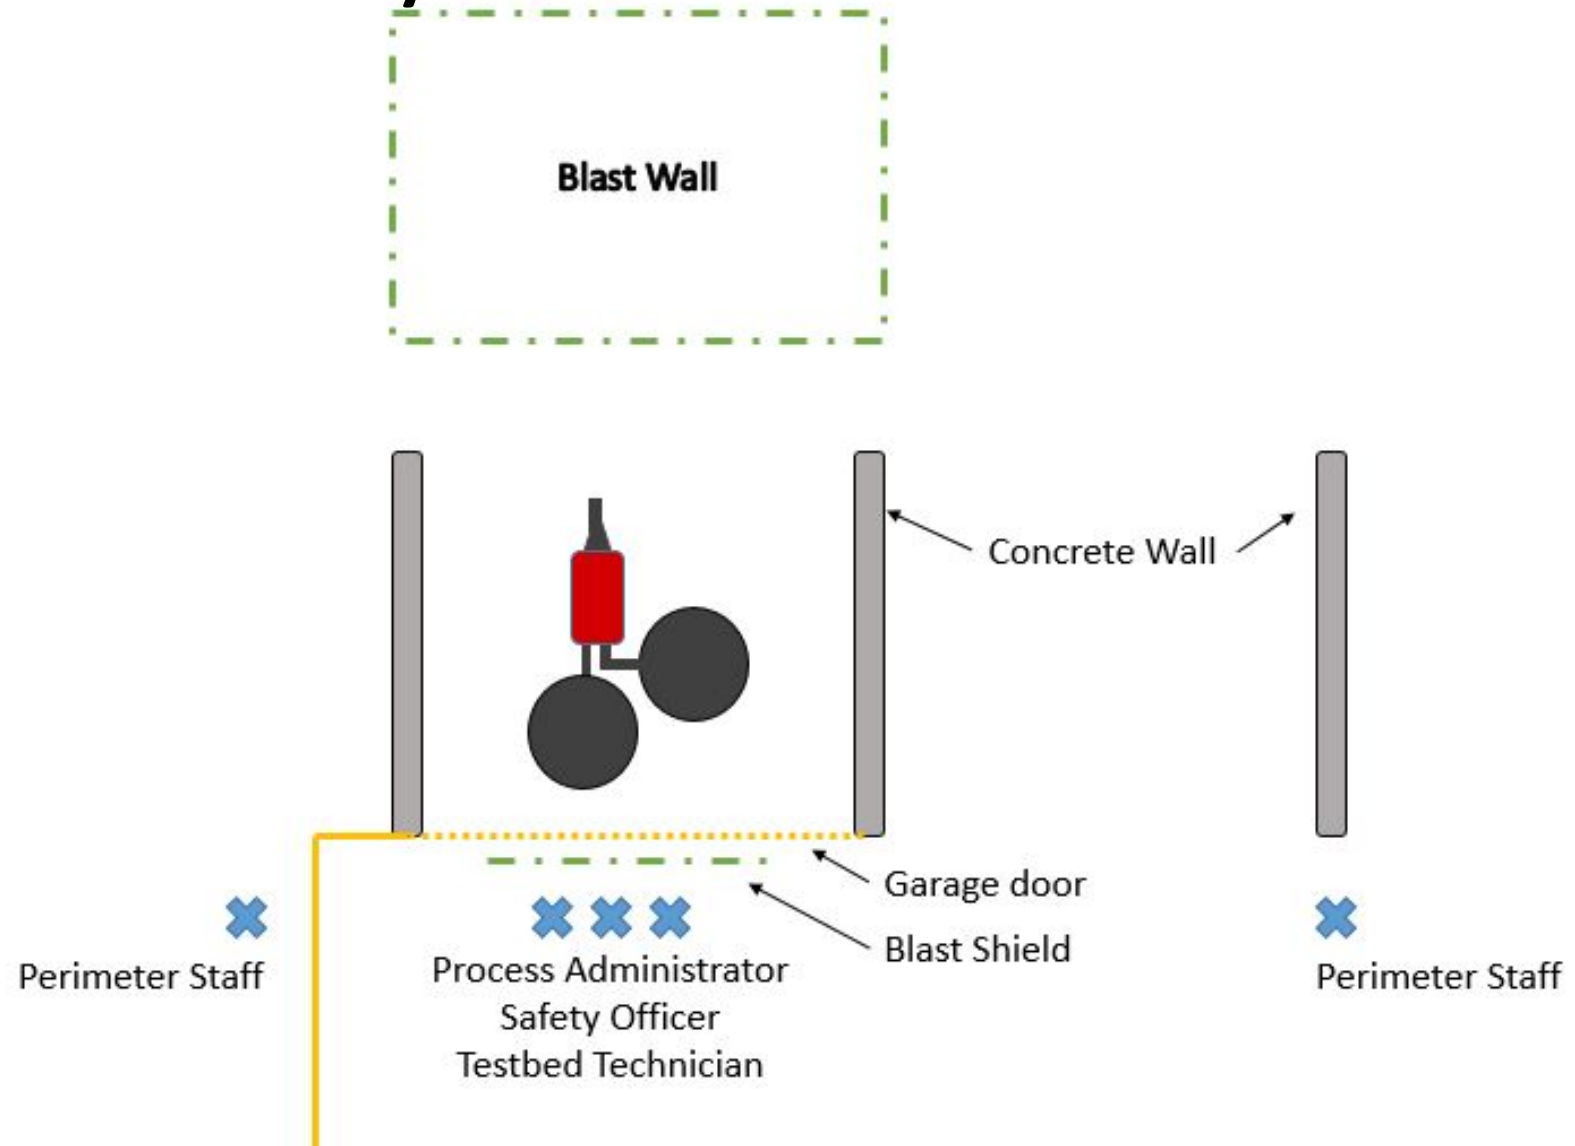 Blast Wall
Concrete Wall
Garage door
Blast Shield
Perimeter Staff
Process Administrator
Safety Officer
Testbed Technician
Perimeter Staff